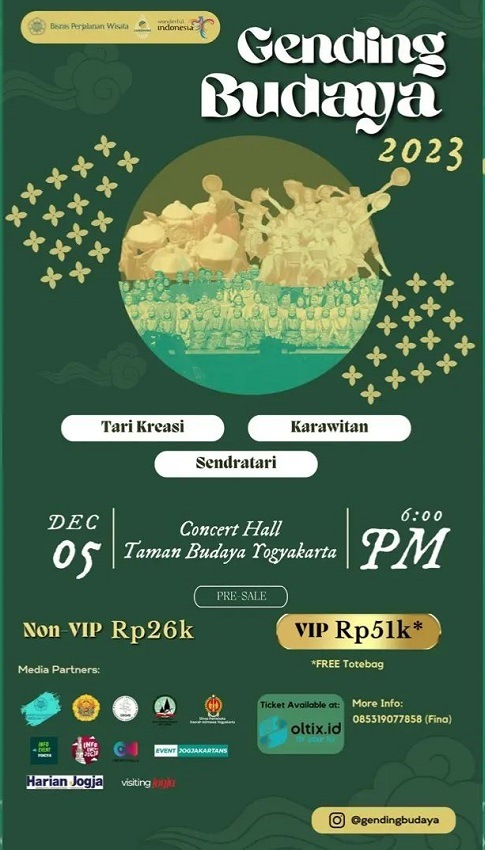 Bisnis Perjalanan Wisata
wonderful
indonesia
Gending
Budaya
2023
Tari Kreasi
Karawitan
Sendratari
DEC
05
Concert Hall
Taman Budaya Yogyakarta
6:00
PM
PRE-SALE
Non-VIP Rp26k
VIP Rp51k*
*FREE Totebag
Media Partners:
EVENT JOGJAKARTANS
Harian Jogja
visiting jogja
Ticket Available at:
oltix.id
More Info:
085319077858 (Fina)
@gendingbudaya